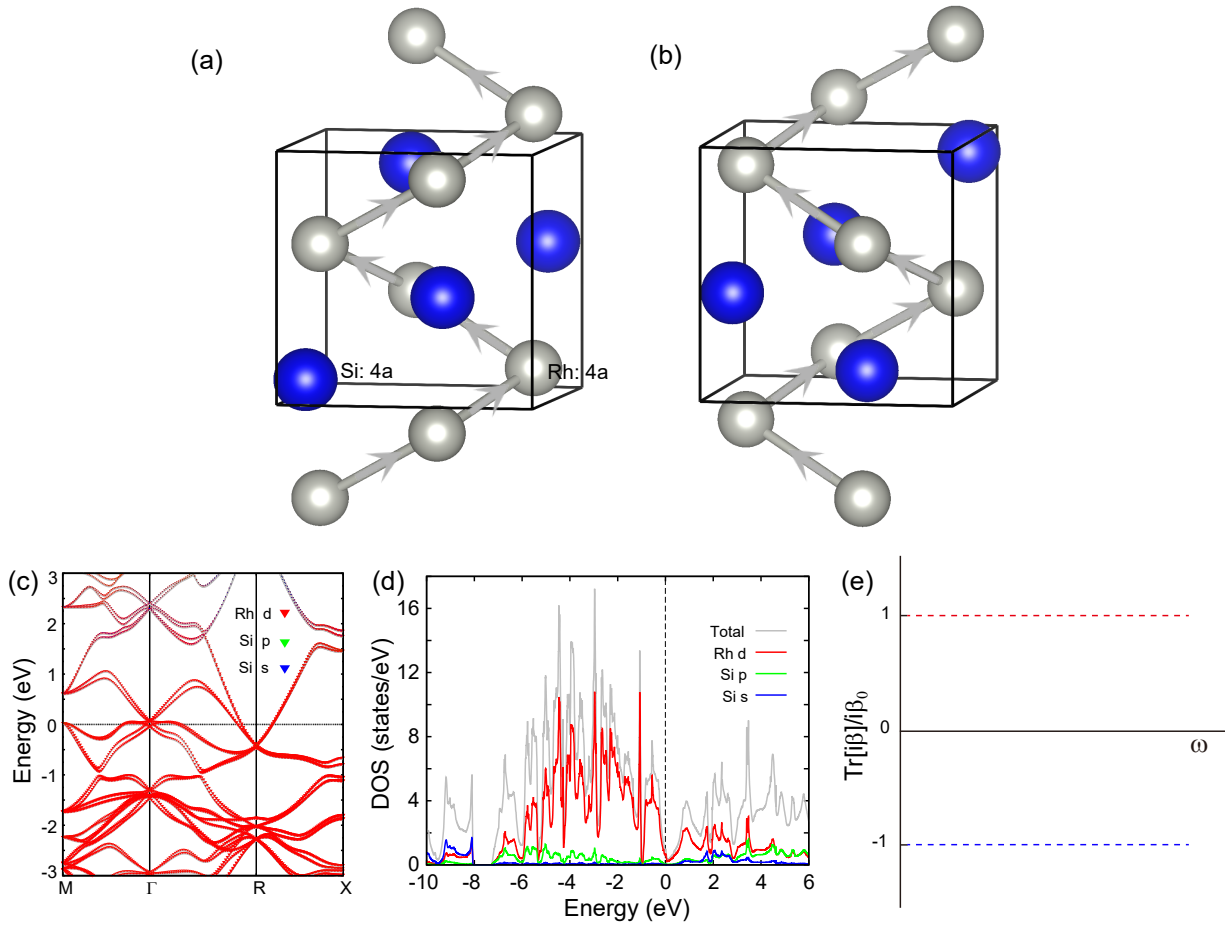 (a)
(b)
Si: 4a
Rh: 4a
(c)
3
2
1
0
-1
-2
-3
Energy (eV)
Rh d
Si p
Si s
M Γ R X
(d)
16
12
8
4
0
DOS (states/eV)
Total
Rh d
Si p
Si s
-10 -8 -6 -4 -2 0 2 4 6
Energy (eV)
(e)
1
0
-1
Tr[iβ]/iβ₀
ω